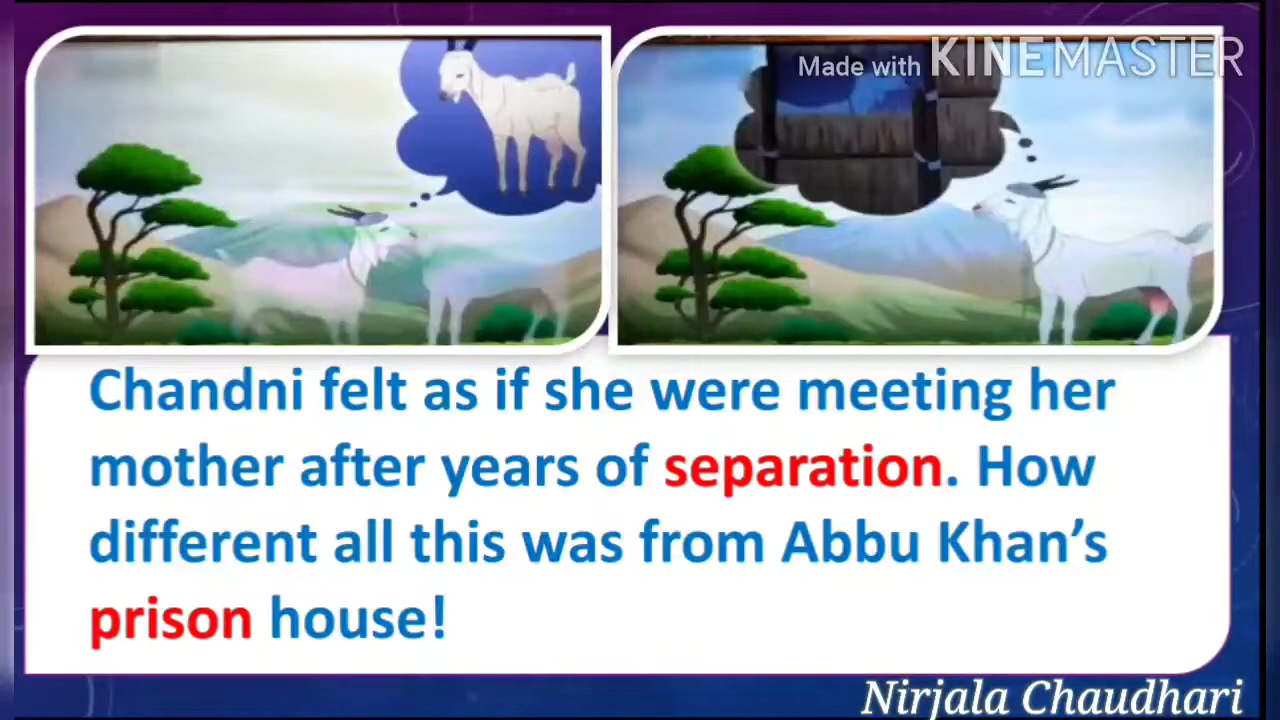 Made with KINEMASTER
Chandni felt as if she were meeting her
mother after years of separation. How
different all this was from Abbu Khan’s
prison house!
Nirjala Chaudhari